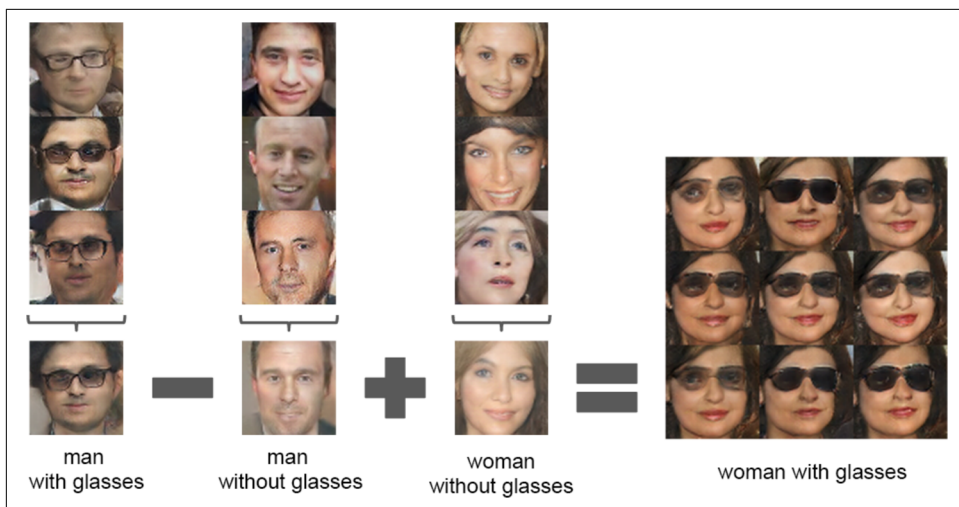 man
with glasses
man
without glasses
woman
without glasses
woman with glasses